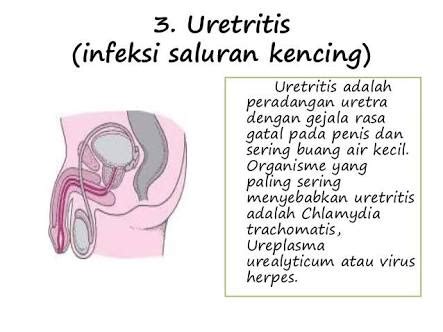 3. Uretritis
(infeksi saluran kencing)
Uretritis adalah
peradangan uretra
dengan gejala rasa
gatal pada penis dan
sering buang air kecil.
Organisme yang
paling sering
menyebabkan uretritis
adalah Chlamydia
trachomatis,
Ureplasma
urealyticum atau virus
herpes.